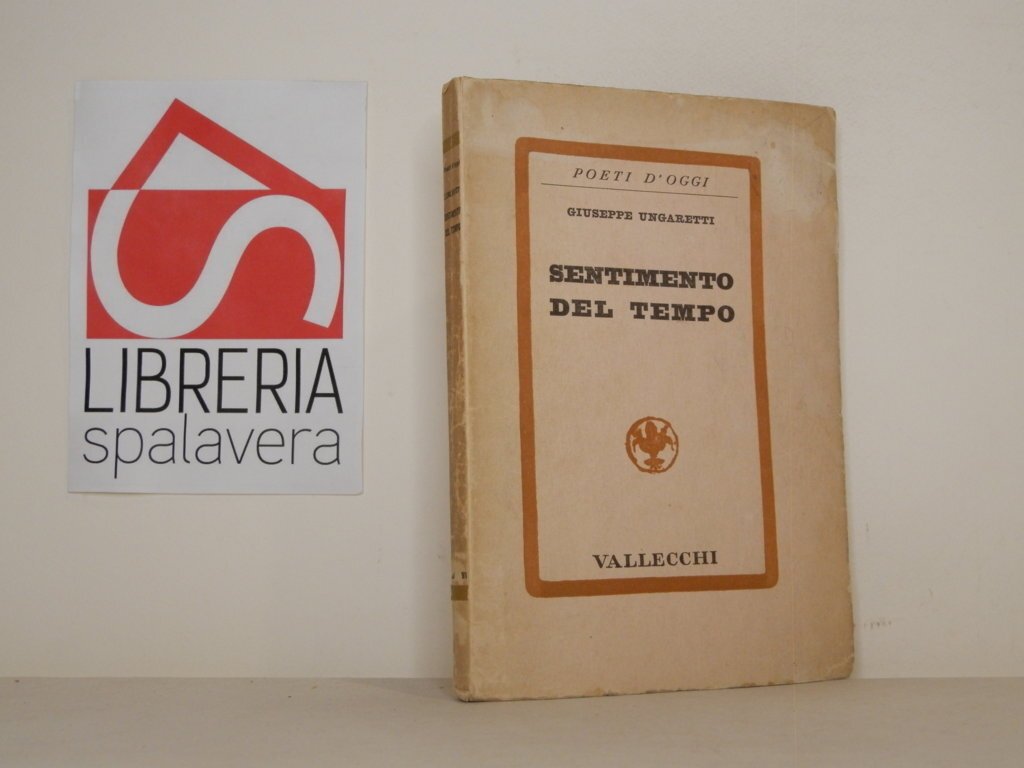 LIBRERIA
spalavera
POETI D'OGGI
GIUSEPPE UNGARETTI
SENTIMENTO
DEL TEMPO
VALLECCHI